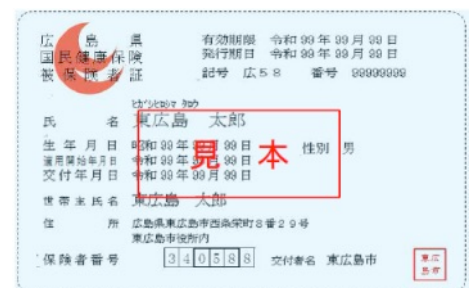 広島県 有効期限 令和99年99月99日
国民健康保険 発行期日 令和99年99月99日
被保険者証 記号 広58 番号 99999999
ﾋｶﾞｼﾋﾛｼﾏ ﾀﾛｳ
氏名 東広島 太郎
生年月日 昭和99年99月99日 性別 男
適用開始年月日 令和99年99月99日
交付年月日 令和99年99月99日
見本
世帯主氏名 東広島 太郎
住所 広島県東広島市西条栄町8番29号
東広島市役所内
保険者番号 340588 交付者名 東広島市
東広
島市